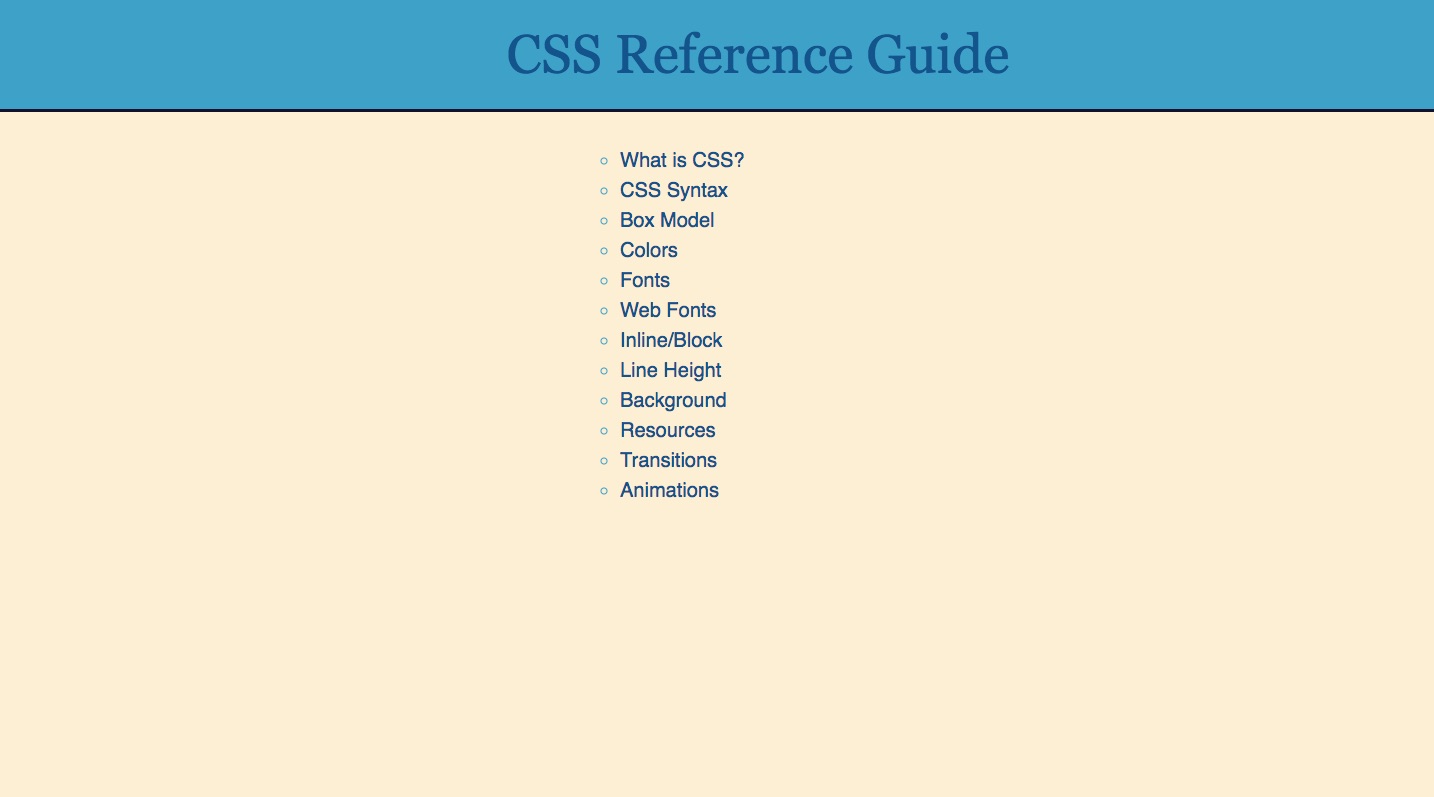 CSS Reference Guide
What is CSS?
CSS Syntax
Box Model
Colors
Fonts
Web Fonts
Inline/Block
Line Height
Background
Resources
Transitions
Animations